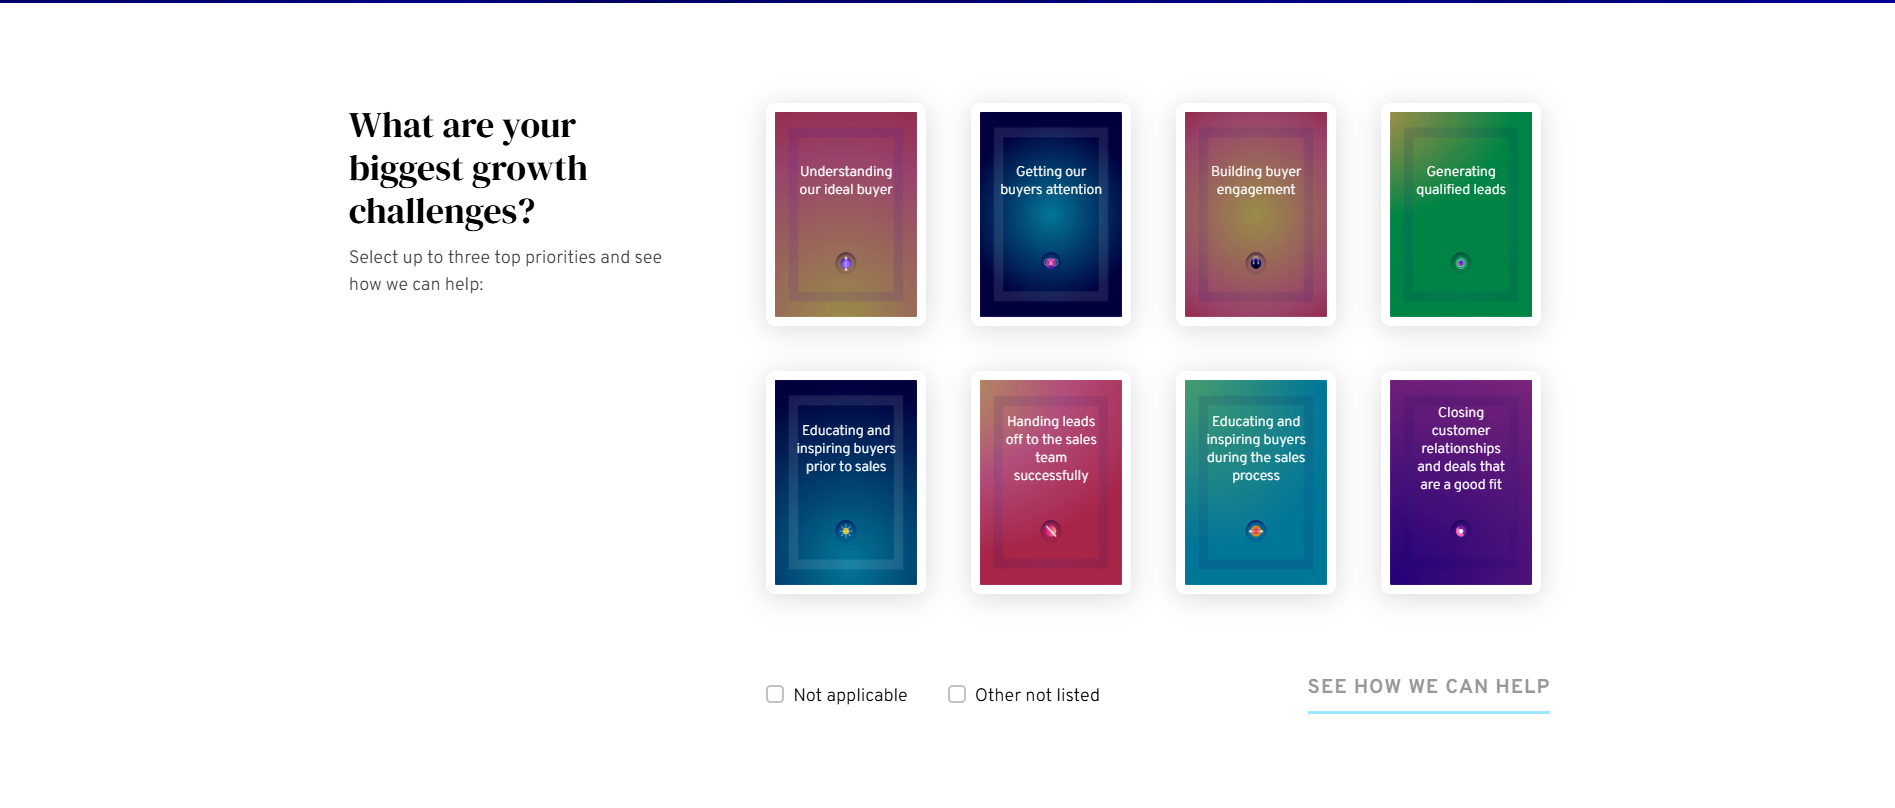 What are your
biggest growth
challenges?
Select up to three top priorities and see
how we can help:
Understanding
our ideal buyer
Getting our
buyers attention
Building buyer
engagement
Generating
qualified leads
Educating and
inspiring buyers
prior to sales
Handing leads
off to the sales
team
successfully
Educating and
inspiring buyers
during the sales
process
Closing
customer
relationships
and deals that
are a good fit
Not applicable
Other not listed
SEE HOW WE CAN HELP